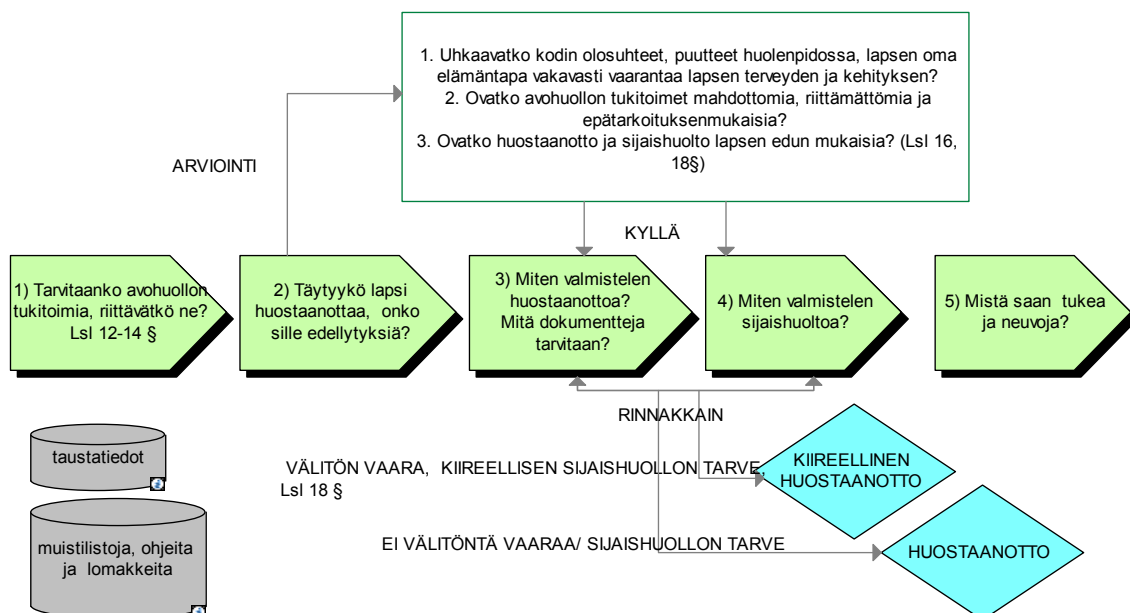 1. Uhkaavatko kodin olosuhteet, puutteet huolenpidossa, lapsen oma
elämäntapa vakavasti vaarantaa lapsen terveyden ja kehityksen?
2. Ovatko avohuollon tukitoimet mahdottomia, riittämättömiä ja
epätarkoituksenmukaisia?
3. Ovatko huostaanotto ja sijaishuolto lapsen edun mukaisia? (Lsl 16,
18§)
ARVIOINTI
KYLLÄ
1) Tarvitaanko avohuollon
tukitoimia, riittävätkö ne?
Lsl 12-14 §
2) Täytyykö lapsi
huostaanottaa, onko
sille edellytyksiä?
3) Miten valmistelen
huostaanottoa?
Mitä dokumentteja
tarvitaan?
4) Miten valmistelen
sijaishuoltoa?
5) Mistä saan tukea
ja neuvoja?
RINNAKKAIN
taustatiedot
VÄLITÖN VAARA, KIIREELLISEN SIJAISHUOLLON TARVE,
Lsl 18 §
KIIREELLINEN
HUOSTAANOTTO
muistilistoja, ohjeita
ja lomakkeita
EI VÄLITÖNTÄ VAARAA/ SIJAISHUOLLON TARVE
HUOSTAANOTTO